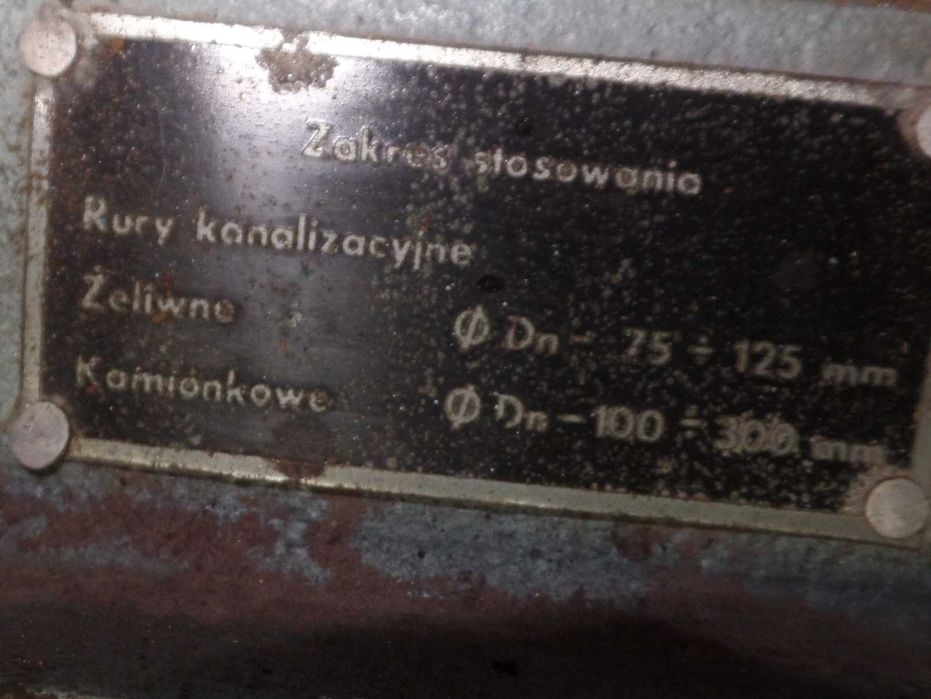 Zakres stosowania
Rury kanalizacyjne
Żeliwne ∅ Dn - 75 ÷ 125 mm
Kamionkowe ∅ Dn - 100 ÷ 300 mm